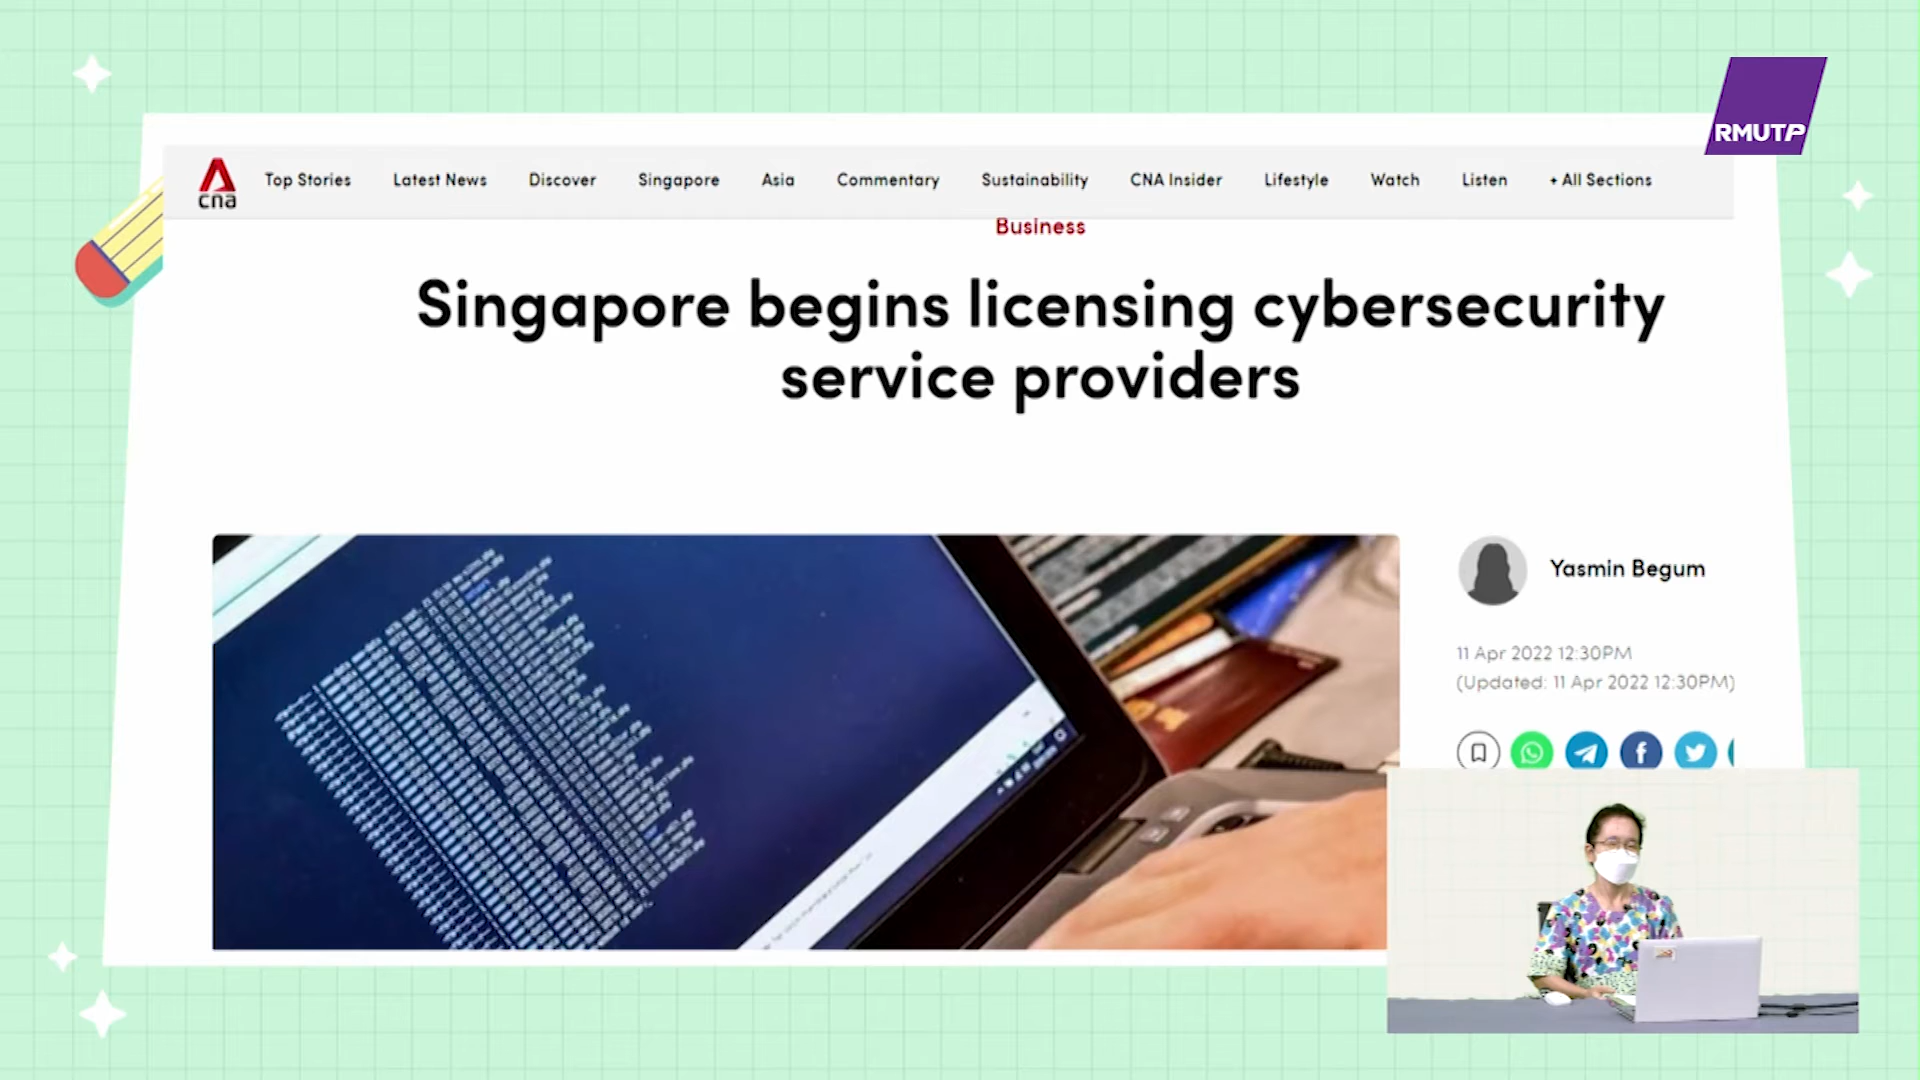 RMUTP
cna
Top Stories
Latest News
Discover
Singapore
Asia
Commentary
Sustainability
CNA Insider
Lifestyle
Watch
Listen
+ All Sections
Business
Singapore begins licensing cybersecurity
service providers
Yasmin Begum
11 Apr 2022 12:30PM
(Updated: 11 Apr 2022 12:30PM)